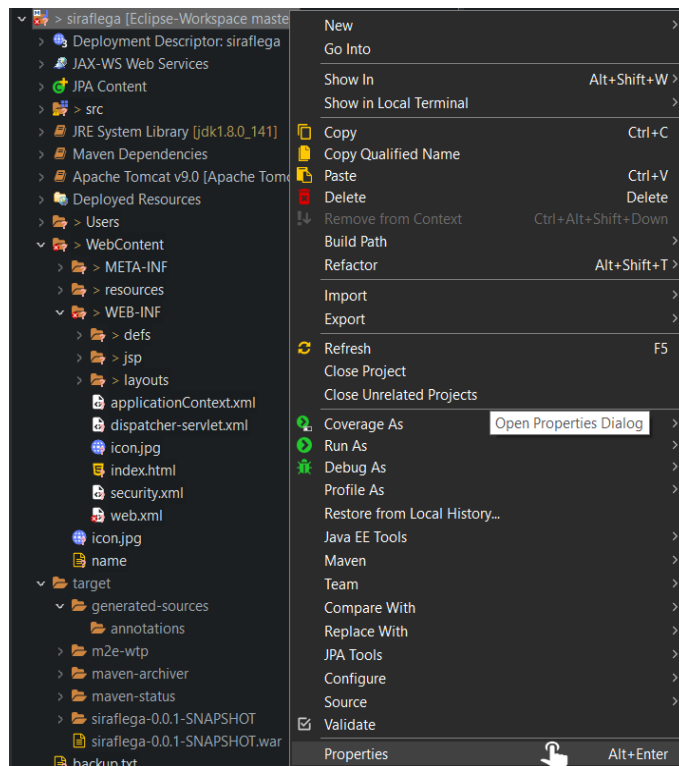 > siraflega [Eclipse-Workspace maste
> Deployment Descriptor: siraflega
> JAX-WS Web Services
> JPA Content
> > src
> JRE System Library [jdk1.8.0_141]
> Maven Dependencies
> Apache Tomcat v9.0 [Apache Tom
> Deployed Resources
> > Users
> WebContent
> > META-INF
> > resources
> WEB-INF
> > defs
> > jsp
> > layouts
applicationContext.xml
dispatcher-servlet.xml
icon.jpg
index.html
security.xml
web.xml
icon.jpg
name
target
generated-sources
annotations
> m2e-wtp
> maven-archiver
> maven-status
> siraflega-0.0.1-SNAPSHOT
siraflega-0.0.1-SNAPSHOT.war
backup.txt
New >
Go Into
Show In Alt+Shift+W >
Show in Local Terminal >
Copy Ctrl+C
Copy Qualified Name
Paste Ctrl+V
Delete Delete
Remove from Context Ctrl+Alt+Shift+Down
Build Path >
Refactor Alt+Shift+T >
Import >
Export >
Refresh F5
Close Project
Close Unrelated Projects
Coverage As >
Open Properties Dialog
Run As >
Debug As >
Profile As >
Restore from Local History...
Java EE Tools >
Maven >
Team >
Compare With >
Replace With >
JPA Tools >
Configure >
Source >
Validate
Properties Alt+Enter